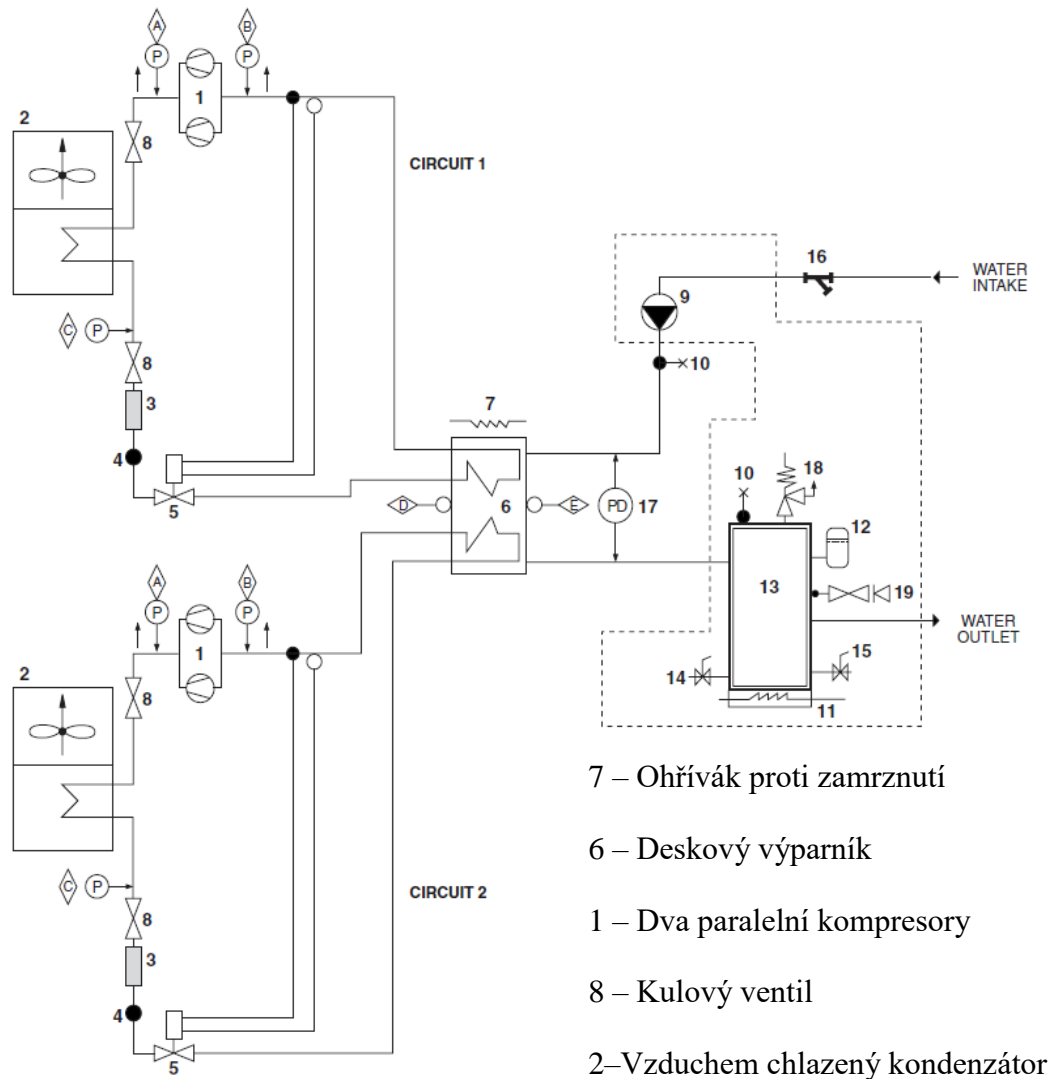 A
B
P
P
2
1
8
CIRCUIT 1
16
WATER
INTAKE
9
C
P
8
10
3
7
4
5
D
6
E
PD
17
10
18
12
A
B
P
P
13
19
1
WATER
OUTLET
2
8
14
15
11
7 – Ohřívák proti zamrznutí
6 – Deskový výparník
C
P
CIRCUIT 2
8
1 – Dva paralelní kompresory
3
8 – Kulový ventil
4
5
2–Vzduchem chlazený kondenzátor